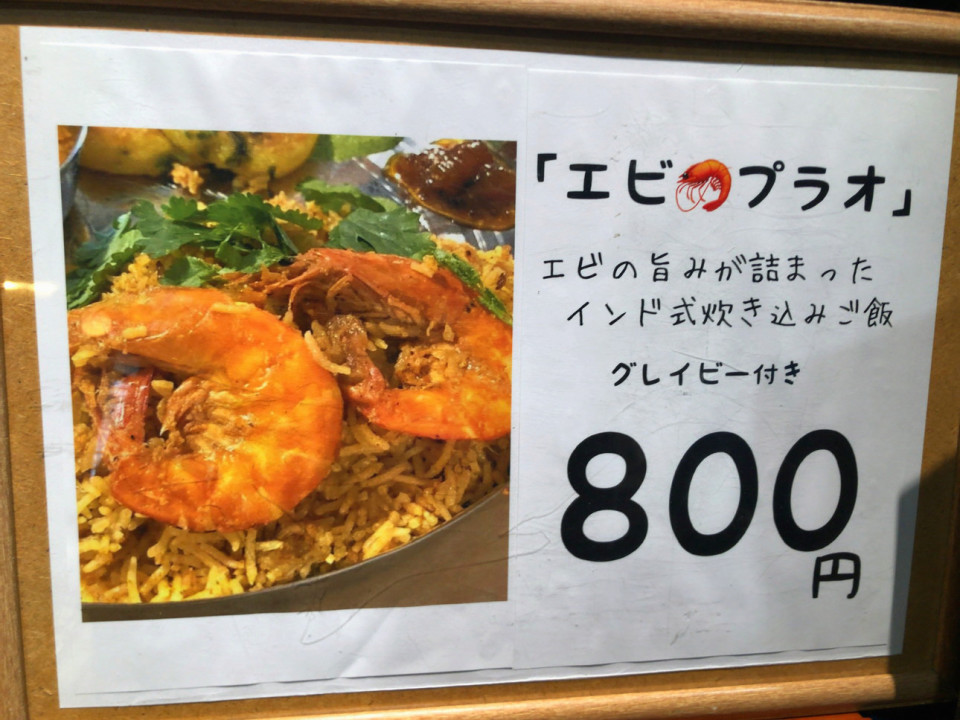 「エビ🦐プラオ」
エビの旨みが詰まった
インド式炊き込みご飯
グレイビー付き
800
円